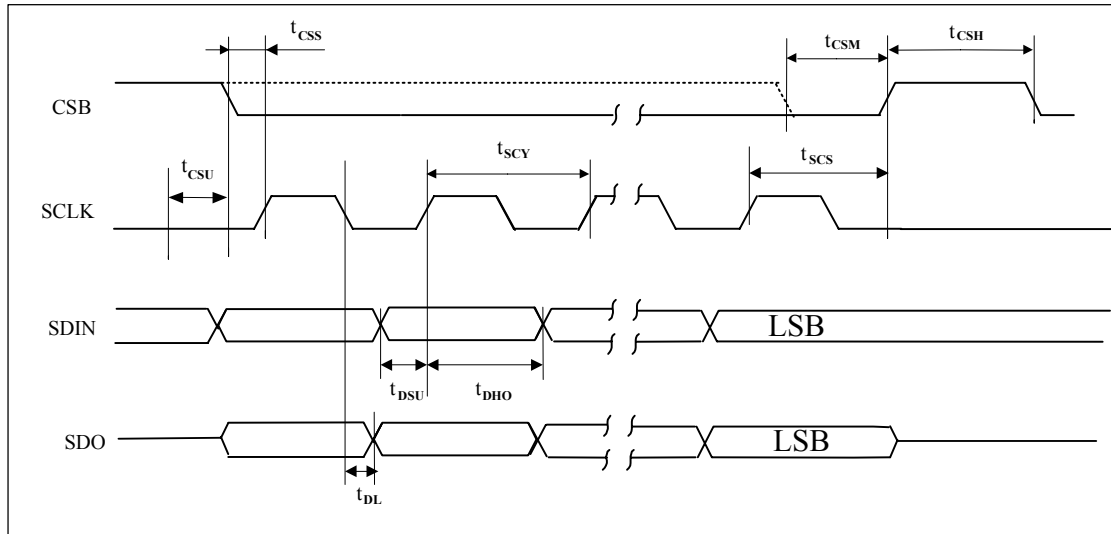 tCSS
tCSM
tCSH
CSB
tCSU
tSCY
tSCS
SCLK
SDIN
LSB
tDSU
tDHO
SDO
LSB
tDL